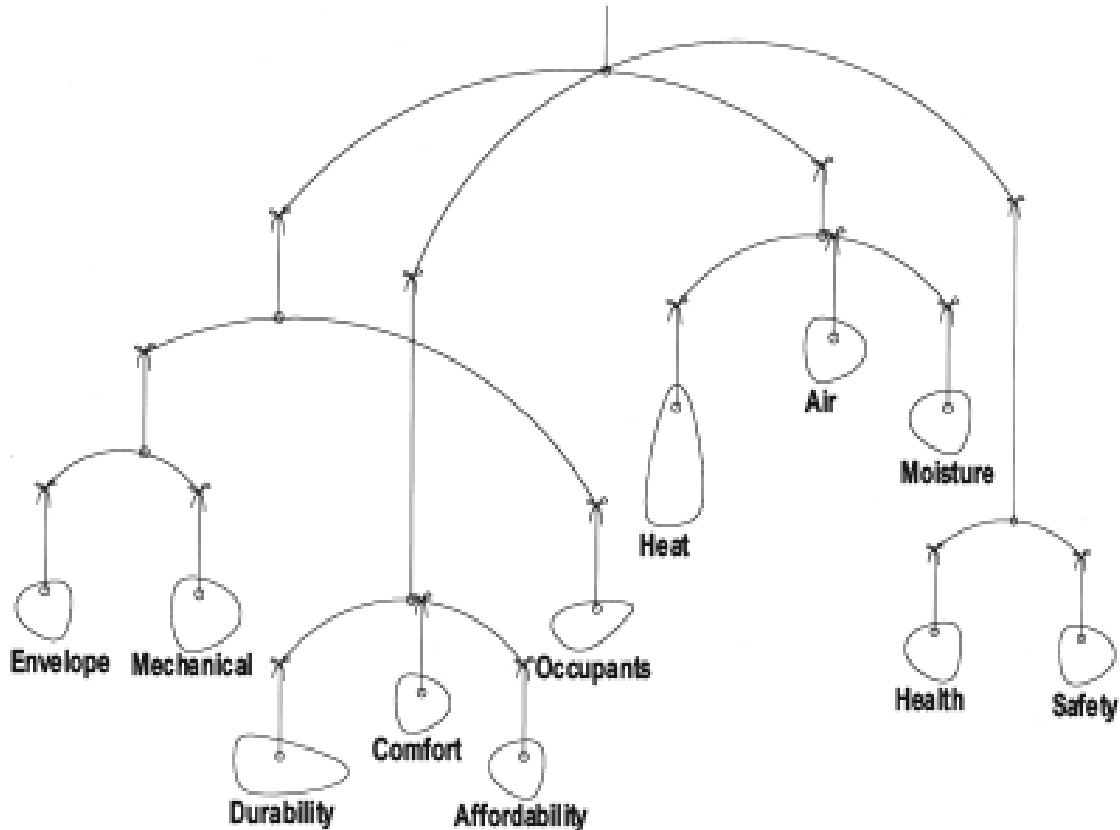 Air
Moisture
Heat
Envelope
Mechanical
Occupants
Health
Safety
Comfort
Durability
Affordability